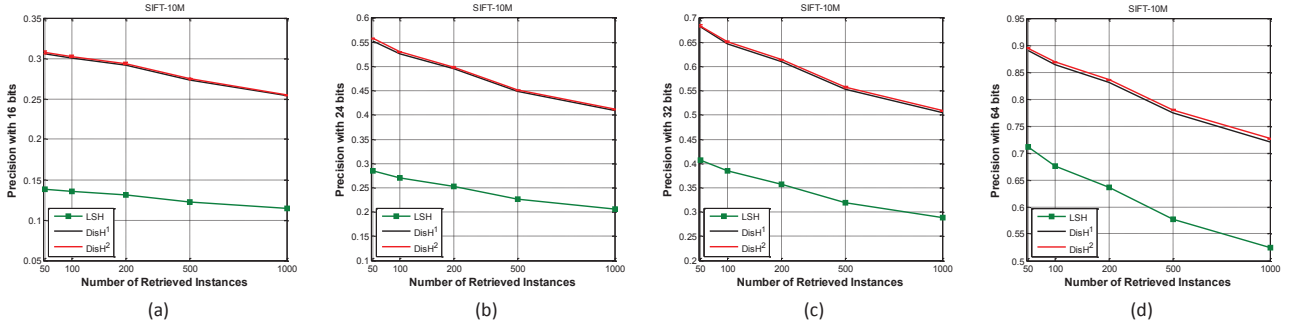 SIFT-10M
Precision with 16 bits
0.35
0.3
0.25
0.2
0.15
0.1
0.05
LSH
DisH1
DisH2
50 100 200 500 1000
Number of Retrieved Instances
(a)
SIFT-10M
Precision with 24 bits
0.6
0.55
0.5
0.45
0.4
0.35
0.3
0.25
0.2
0.15
0.1
LSH
DisH1
DisH2
50 100 200 500 1000
Number of Retrieved Instances
(b)
SIFT-10M
Precision with 32 bits
0.7
0.65
0.6
0.55
0.5
0.45
0.4
0.35
0.3
0.25
0.2
LSH
DisH1
DisH2
50 100 200 500 1000
Number of Retrieved Instances
(c)
SIFT-10M
Precision with 64 bits
0.95
0.9
0.85
0.8
0.75
0.7
0.65
0.6
0.55
0.5
LSH
DisH1
DisH2
50 100 200 500 1000
Number of Retrieved Instances
(d)